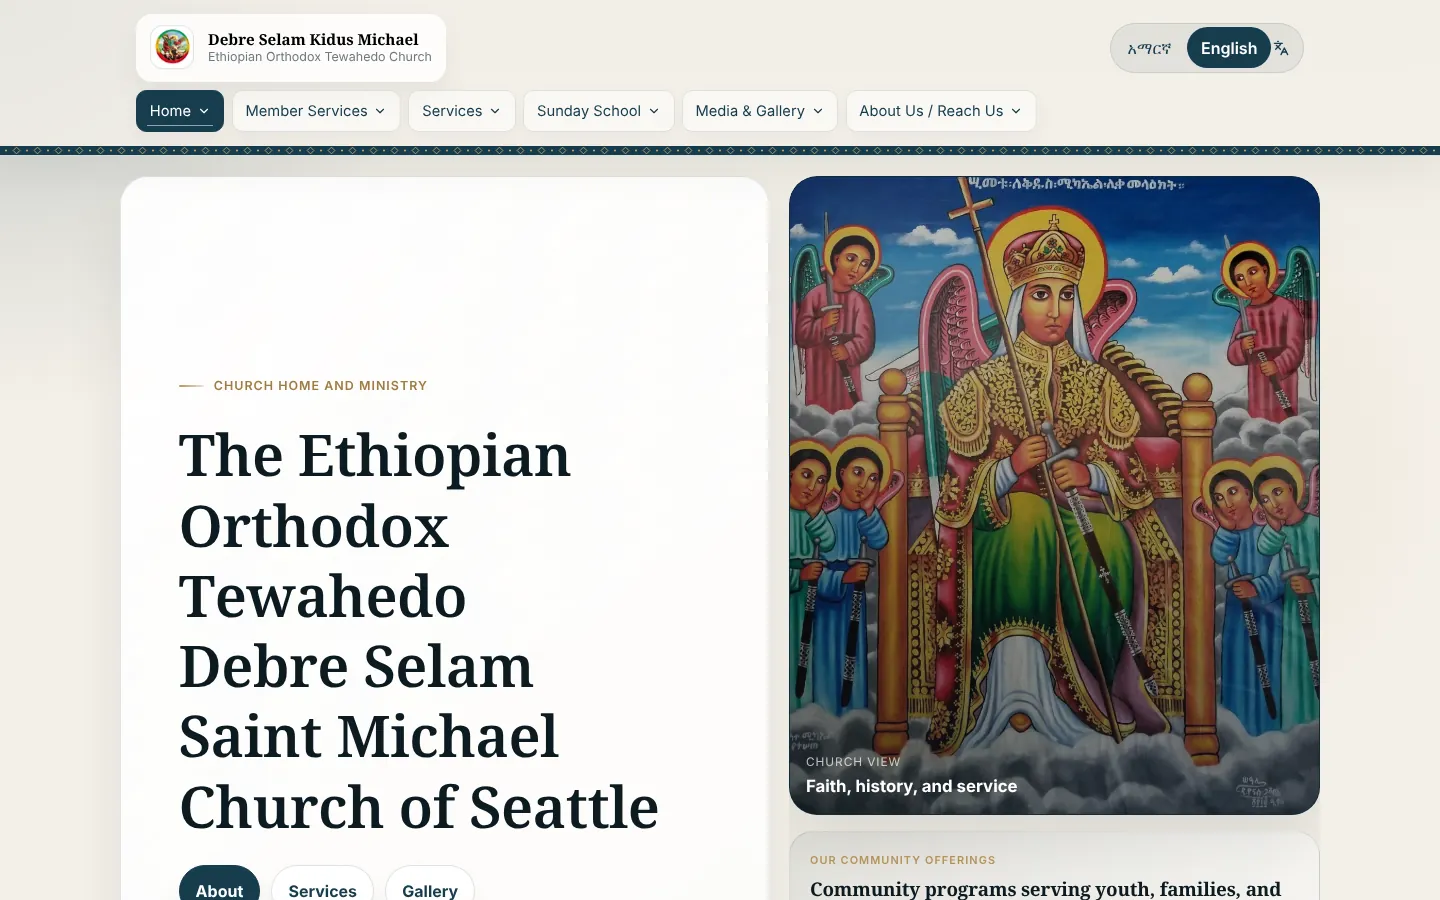 Debre Selam Kidus Michael
Ethiopian Orthodox Tewahedo Church
አማርኛ
English
Home
Member Services
Services
Sunday School
Media & Gallery
About Us / Reach Us
CHURCH HOME AND MINISTRY
The Ethiopian
Orthodox
Tewahedo
Debre Selam
Saint Michael
Church of Seattle
About
Services
Gallery
CHURCH VIEW
Faith, history, and service
OUR COMMUNITY OFFERINGS
Community programs serving youth, families, and